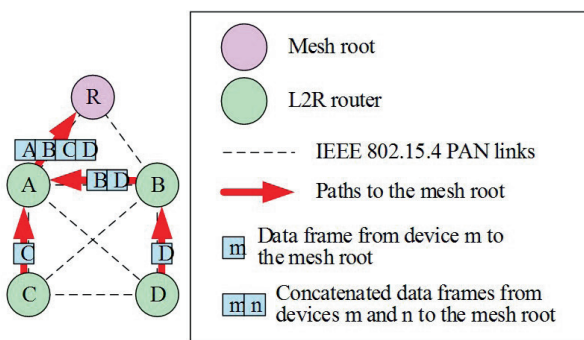 R
A B C D
A
B D
B
C
D
C
D
Mesh root
L2R router
IEEE 802.15.4 PAN links
Paths to the mesh root
m Data frame from device m to
the mesh root
m n Concatenated data frames from
devices m and n to the mesh root